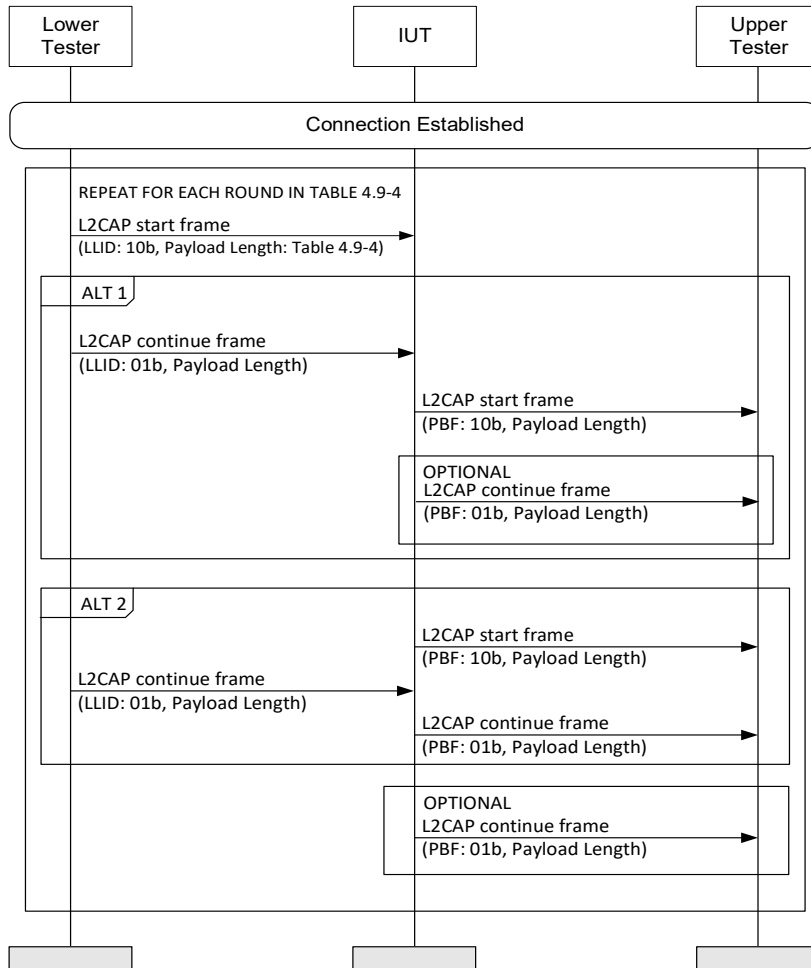 Lower
Tester
IUT
Upper
Tester
Connection Established
REPEAT FOR EACH ROUND IN TABLE 4.9-4
L2CAP start frame
(LLID: 10b, Payload Length: Table 4.9-4)
ALT 1
L2CAP continue frame
(LLID: 01b, Payload Length)
L2CAP start frame
(PBF: 10b, Payload Length)
OPTIONAL
L2CAP continue frame
(PBF: 01b, Payload Length)
ALT 2
L2CAP start frame
(PBF: 10b, Payload Length)
L2CAP continue frame
(LLID: 01b, Payload Length)
L2CAP continue frame
(PBF: 01b, Payload Length)
OPTIONAL
L2CAP continue frame
(PBF: 01b, Payload Length)